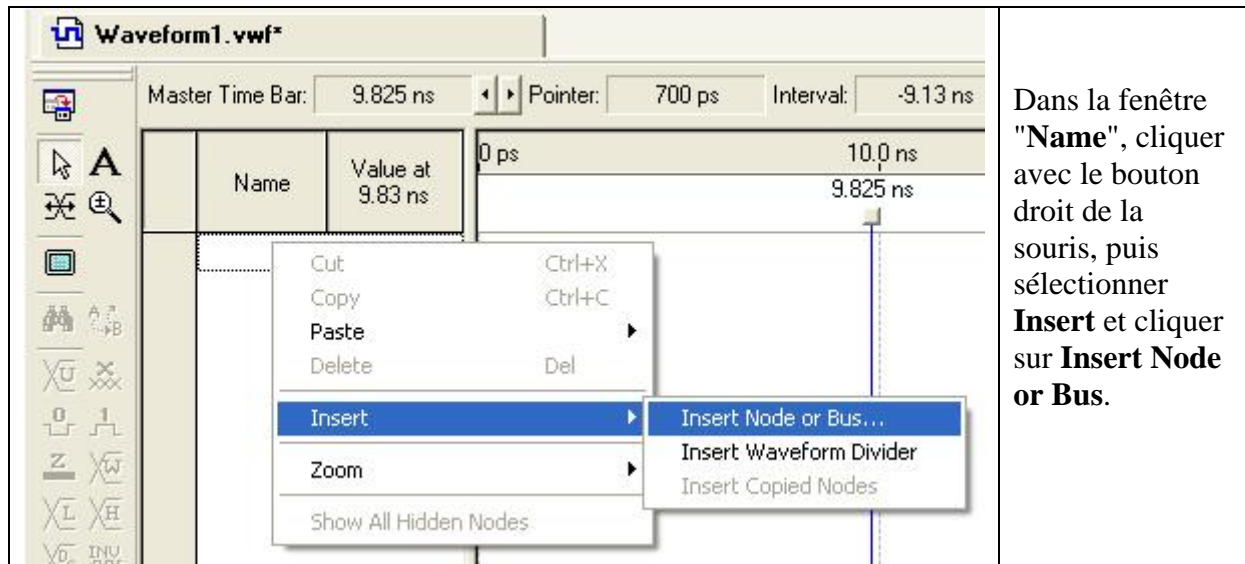 Waveform1.vwf*
Master Time Bar: 9.825 ns Pointer: 700 ps Interval: -9.13 ns
A
Name
Value at
9.83 ns
0 ps 10.0 ns
9.825 ns
Cut Ctrl+X
Copy Ctrl+C
Paste
Delete Del
Insert
Zoom
Show All Hidden Nodes
Insert Node or Bus...
Insert Waveform Divider
Insert Copied Nodes
Dans la fenêtre
"Name", cliquer
avec le bouton
droit de la
souris, puis
sélectionner
Insert et cliquer
sur Insert Node
or Bus.